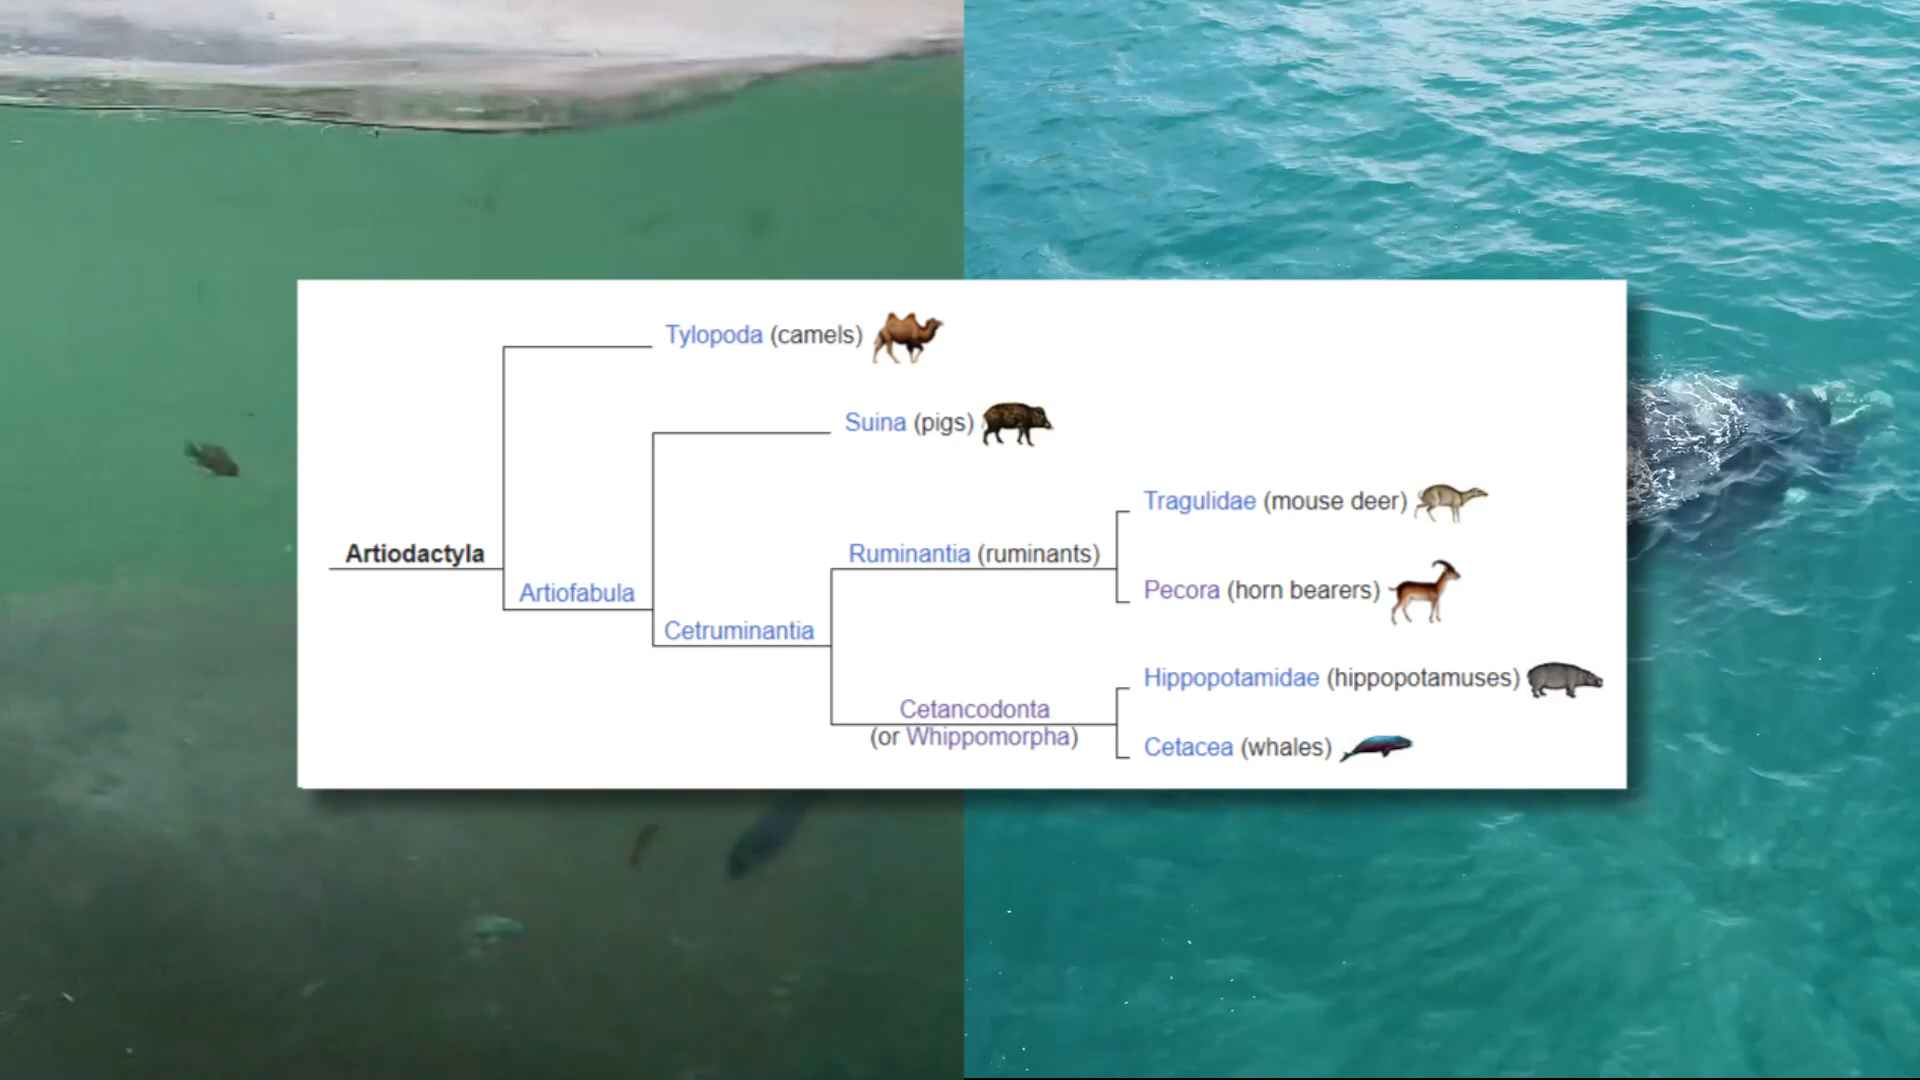 Tylopoda (camels)
Suina (pigs)
Tragulidae (mouse deer)
Artiodactyla
Ruminantia (ruminants)
Artiofabula
Pecora (horn bearers)
Cetruminantia
Hippopotamidae (hippopotamuses)
Cetancodonta
(or Whippomorpha)
Cetacea (whales)